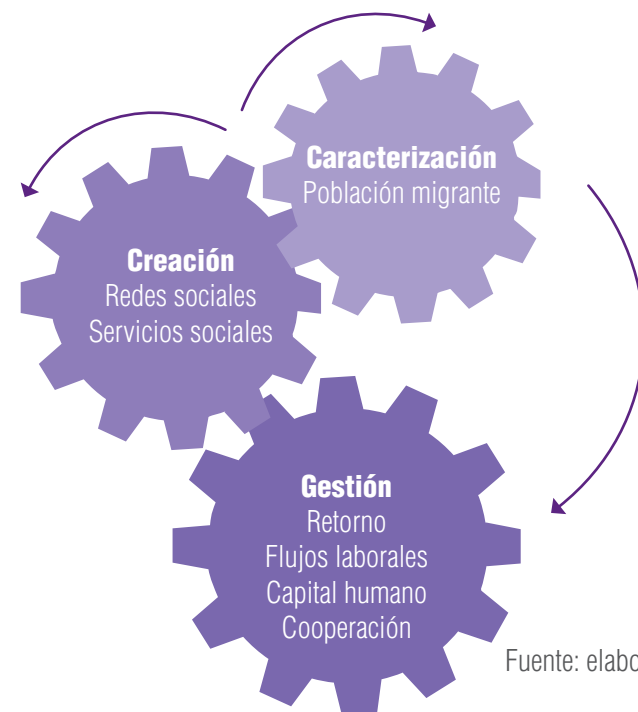 Caracterización
Población migrante
Creación
Redes sociales
Servicios sociales
Gestión
Retorno
Flujos laborales
Capital humano
Cooperación
Fuente: elabo